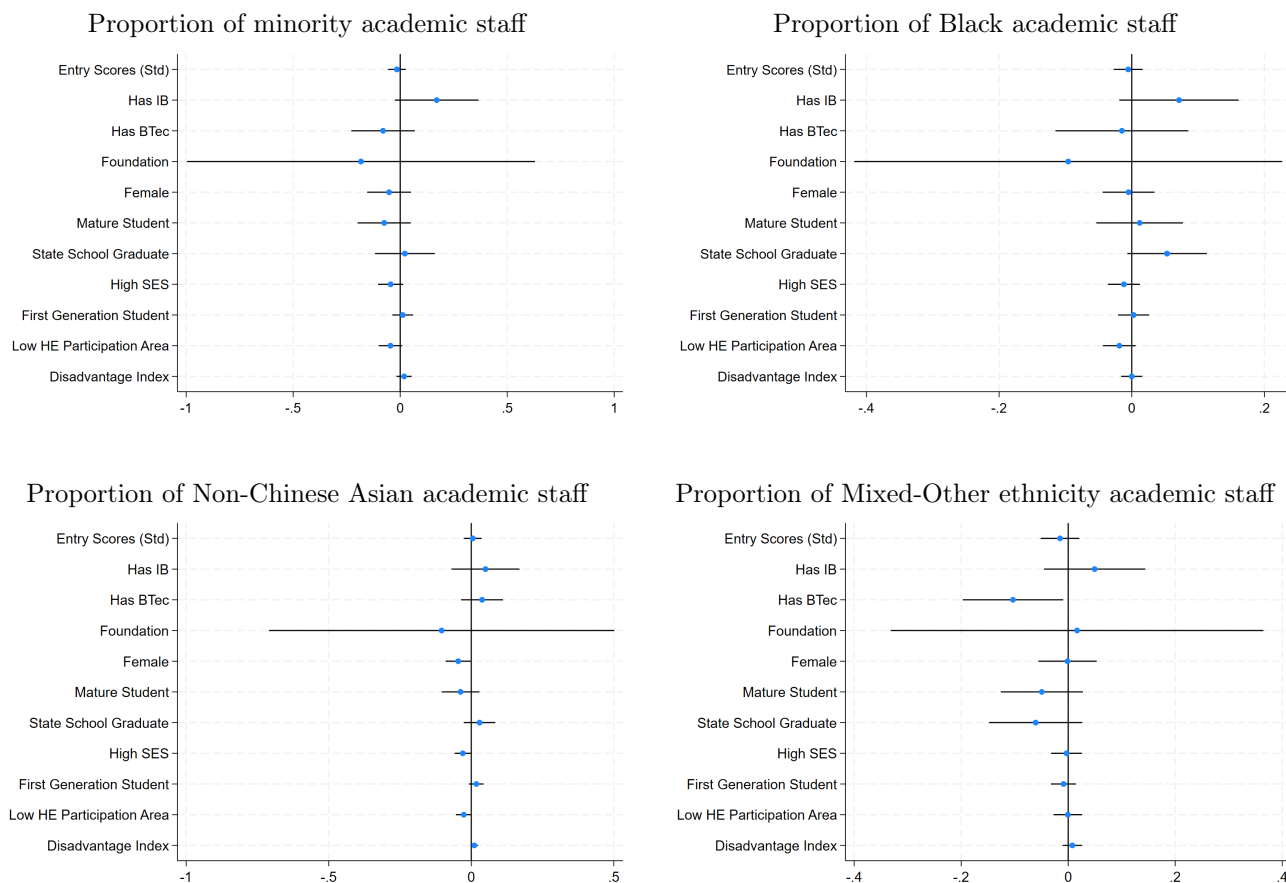 Proportion of minority academic staff
Entry Scores (Std)
Has IB
Has BTec
Foundation
Female
Mature Student
State School Graduate
High SES
First Generation Student
Low HE Participation Area
Disadvantage Index
-1 -.5 0 .5 1
Proportion of Black academic staff
Entry Scores (Std)
Has IB
Has BTec
Foundation
Female
Mature Student
State School Graduate
High SES
First Generation Student
Low HE Participation Area
Disadvantage Index
-.4 -.2 0 .2
Proportion of Non-Chinese Asian academic staff
Entry Scores (Std)
Has IB
Has BTec
Foundation
Female
Mature Student
State School Graduate
High SES
First Generation Student
Low HE Participation Area
Disadvantage Index
-1 -.5 0 .5
Proportion of Mixed-Other ethnicity academic staff
Entry Scores (Std)
Has IB
Has BTec
Foundation
Female
Mature Student
State School Graduate
High SES
First Generation Student
Low HE Participation Area
Disadvantage Index
-.4 -.2 0 .2 .4